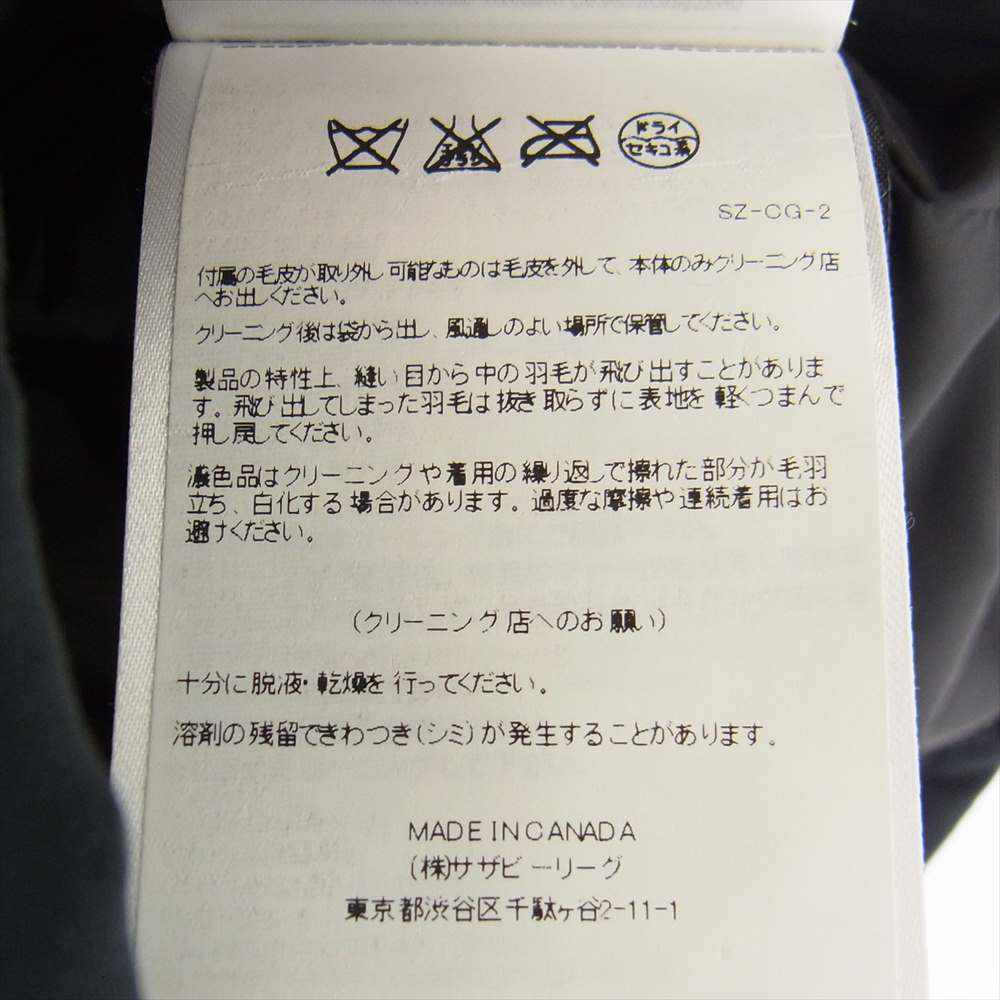 エンソ
サラシ
ドライ
セキユ系
SZ-CG-2
付属の毛皮が取り外し可能なものは毛皮を外して、本体のみクリーニング店
へお出しください。
クリーニング後は袋から出し、風通しのよい場所で保管してください。
製品の特性上、縫い目から中の羽毛が飛び出すことがありま
す。飛び出してしまった羽毛は抜き取らずに表地を軽くつまんで
押し戻してください。
濃色品はクリーニングや着用の繰り返しで擦れた部分が毛羽
立ち、白化する場合があります。過度な摩擦や連続着用はお
避けください。
(クリーニング店へのお願い)
十分に脱液・乾燥を行ってください。
溶剤の残留できわつき(シミ)が発生することがあります。
MADE IN CANADA
(株)サザビーリーグ
東京都渋谷区千駄ヶ谷2-11-1